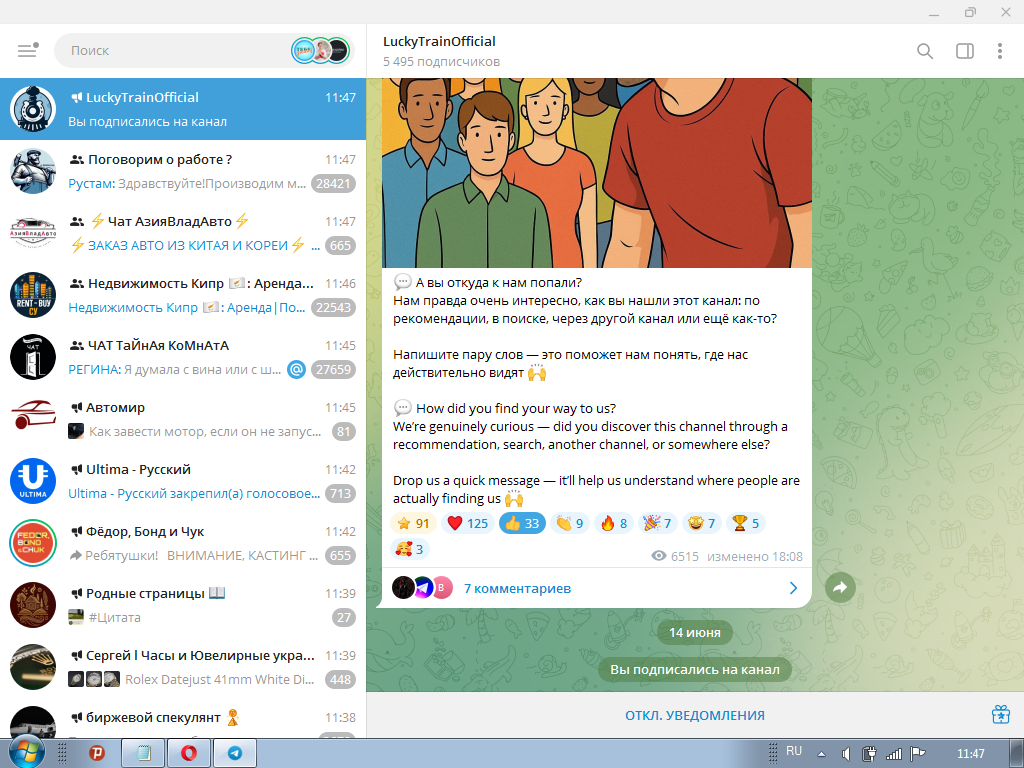 Поиск
LuckyTrainOfficial
5 495 подписчиков
LuckyTrainOfficial 11:47
Вы подписались на канал
Поговорим о работе ? 11:47
Рустам: Здравствуйте!Производим м... 28421
⚡Чат АзияВладАвто⚡ 11:47
⚡ЗАКАЗ АВТО ИЗ КИТАЯ И КОРЕИ⚡ ... 665
Недвижимость Кипр : Аренда... 11:46
Недвижимость Кипр : Аренда|По... 22543
ЧАТ ТайнАя КоМнАтА 11:45
РЕГИНА: Я думала с вина или с ш... @ 27659
Автомир 11:45
Как завести мотор, если он не запус... 81
Ultima - Русский 11:42
Ultima - Русский закрепил(а) голосовое... 713
Фёдор, Бонд и Чук 11:42
Ребятушки! ВНИМАНИЕ, КАСТИНГ ... 655
Родные страницы 📖 11:39
#Цитата 27
Сергей l Часы и Ювелирные укра... 11:39
Rolex Datejust 41mm White Di... 448
биржевой спекулянт 11:38
RENT - BUY
СУ
ЧАТ
ULTIMA
FEDOR,
BOND
&CHUK
💬 А вы откуда к нам попали?
Нам правда очень интересно, как вы нашли этот канал: по
рекомендации, в поиске, через другой канал или ещё как-то?
Напишите пару слов — это поможет нам понять, где нас
действительно видят 🙌
💬 How did you find your way to us?
We're genuinely curious — did you discover this channel through a
recommendation, search, another channel, or somewhere else?
Drop us a quick message — it'll help us understand where people are
actually finding us 🙌
⭐ 91 ❤️ 125 👍 33 👏 9 🔥 8 🎉 7 🤩 7 🏆 5
🥰 3
6515 изменено 18:08
В
7 комментариев
14 июня
Вы подписались на канал
ОТКЛ. УВЕДОМЛЕНИЯ
RU 11:47